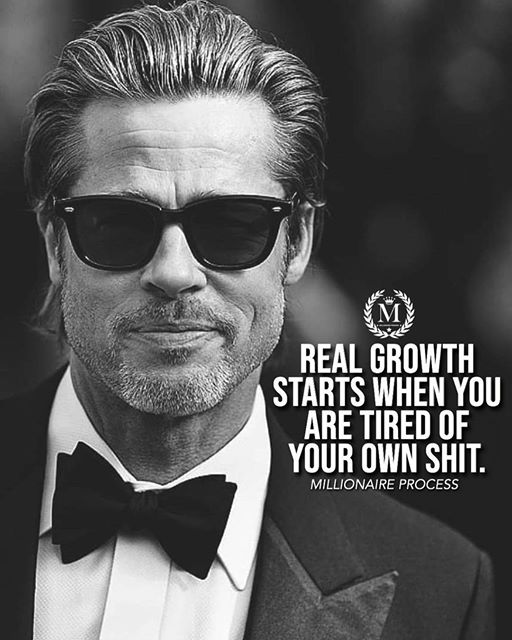 M
REAL GROWTH
STARTS WHEN YOU
ARE TIRED OF
YOUR OWN SHIT.
MILLIONAIRE PROCESS